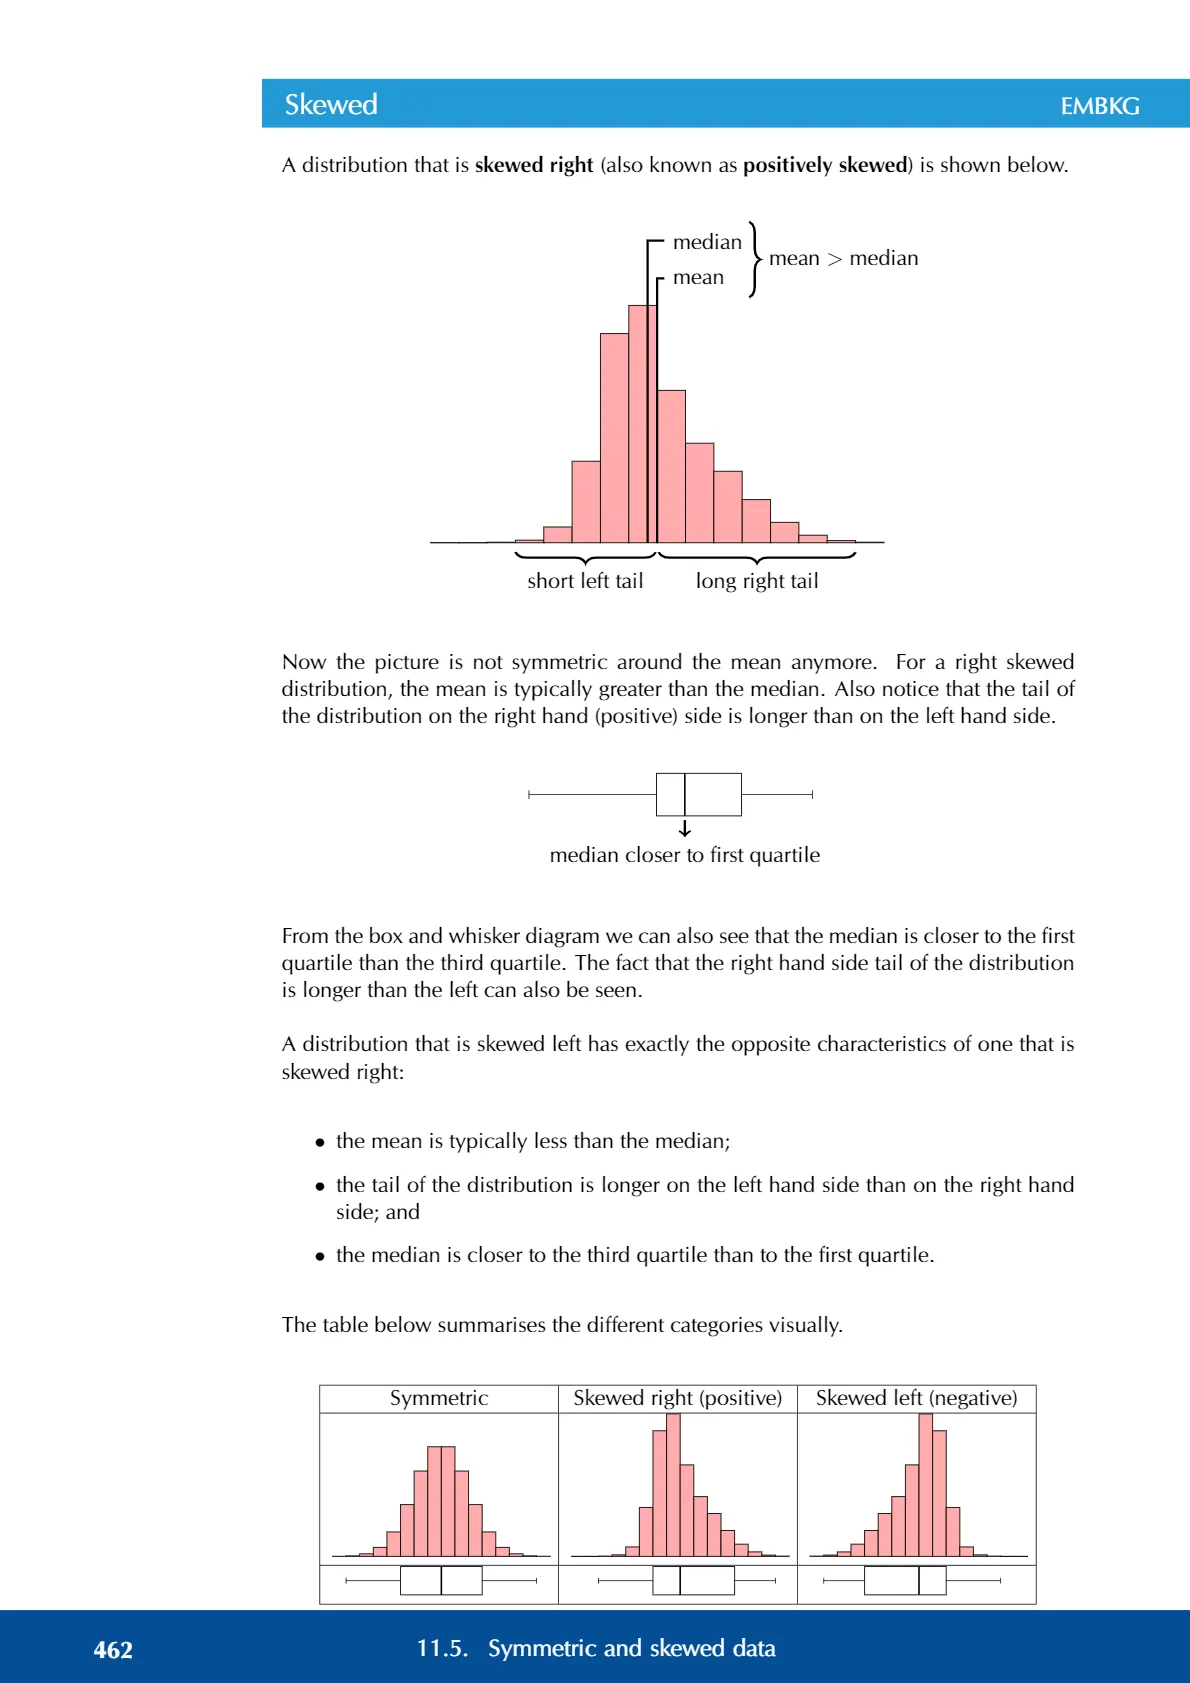 Skewed EMBKG
A distribution that is skewed right (also known as positively skewed) is shown below.
median
mean
mean > median
short left tail long right tail
Now the picture is not symmetric around the mean anymore. For a right skewed
distribution, the mean is typically greater than the median. Also notice that the tail of
the distribution on the right hand (positive) side is longer than on the left hand side.
median closer to first quartile
From the box and whisker diagram we can also see that the median is closer to the first
quartile than the third quartile. The fact that the right hand side tail of the distribution
is longer than the left can also be seen.
A distribution that is skewed left has exactly the opposite characteristics of one that is
skewed right:
• the mean is typically less than the median;
• the tail of the distribution is longer on the left hand side than on the right hand
side; and
• the median is closer to the third quartile than to the first quartile.
The table below summarises the different categories visually.
Symmetric Skewed right (positive) Skewed left (negative)
462 11.5. Symmetric and skewed data